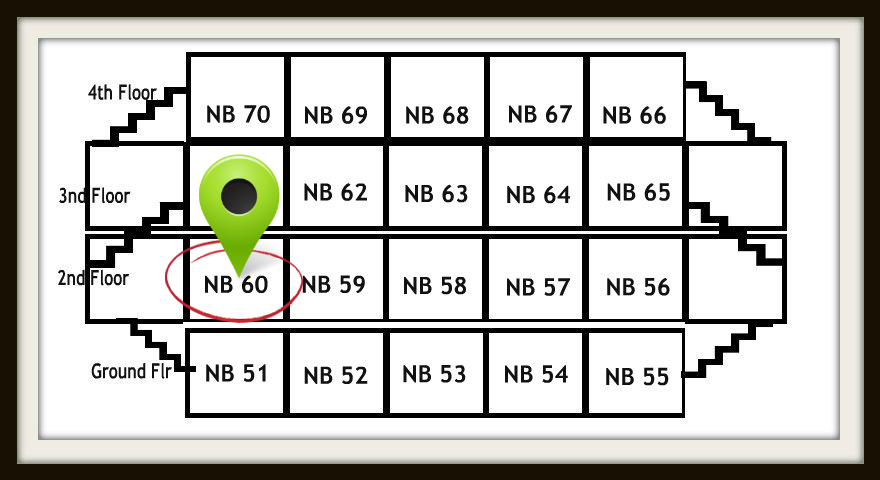 4th Floor NB 70 NB 69 NB 68 NB 67 NB 66
3nd Floor NB 62 NB 63 NB 64 NB 65
2nd Floor NB 60 NB 59 NB 58 NB 57 NB 56
Ground Flr NB 51 NB 52 NB 53 NB 54 NB 55